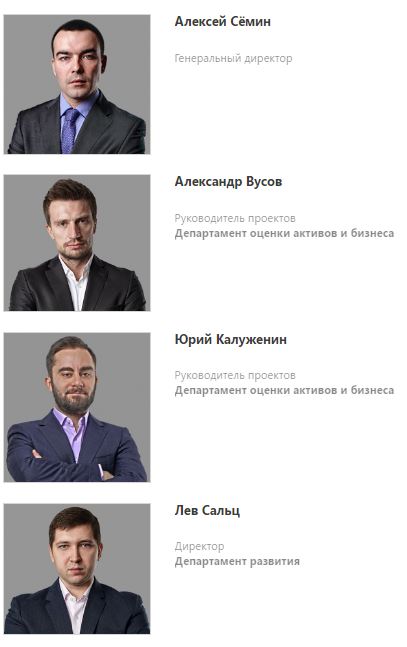 Алексей Сёмин
Генеральный директор
Александр Вусов
Руководитель проектов
Департамент оценки активов и бизнеса
Юрий Калуженин
Руководитель проектов
Департамент оценки активов и бизнеса
Лев Сальц
Директор
Департамент развития